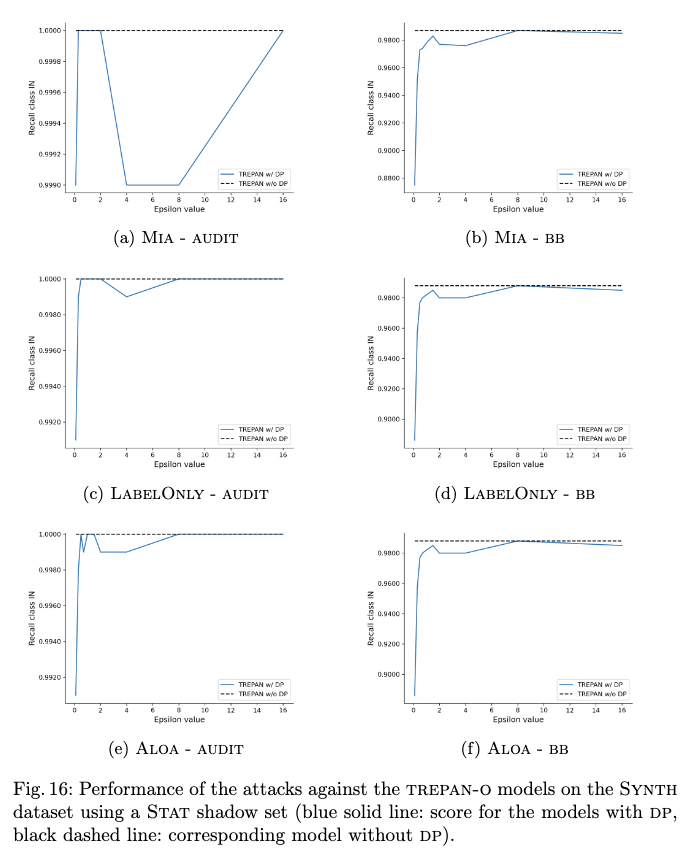 1.0000
0.9998
0.9996
0.9994
0.9992
0.9990
Recall class IN
0 2 4 6 8 10 12 14 16
Epsilon value
TREPAN w/ DP
TREPAN w/o DP
(a) MIA - AUDIT
0.9800
0.9600
0.9400
0.9200
0.9000
0.8800
Recall class IN
0 2 4 6 8 10 12 14 16
Epsilon value
TREPAN w/ DP
TREPAN w/o DP
(b) MIA - BB
1.0000
0.9980
0.9960
0.9940
0.9920
Recall class IN
0 2 4 6 8 10 12 14 16
Epsilon value
TREPAN w/ DP
TREPAN w/o DP
(c) LABELONLY - AUDIT
0.9800
0.9600
0.9400
0.9200
0.9000
Recall class IN
0 2 4 6 8 10 12 14 16
Epsilon value
TREPAN w/ DP
TREPAN w/o DP
(d) LABELONLY - BB
1.0000
0.9980
0.9960
0.9940
0.9920
Recall class IN
0 2 4 6 8 10 12 14 16
Epsilon value
TREPAN w/ DP
TREPAN w/o DP
(e) ALOA - AUDIT
0.9800
0.9600
0.9400
0.9200
0.9000
Recall class IN
0 2 4 6 8 10 12 14 16
Epsilon value
TREPAN w/ DP
TREPAN w/o DP
(f) ALOA - BB
Fig. 16: Performance of the attacks against the TREPAN-O models on the SYNTH
dataset using a STAT shadow set (blue solid line: score for the models with DP,
black dashed line: corresponding model without DP).